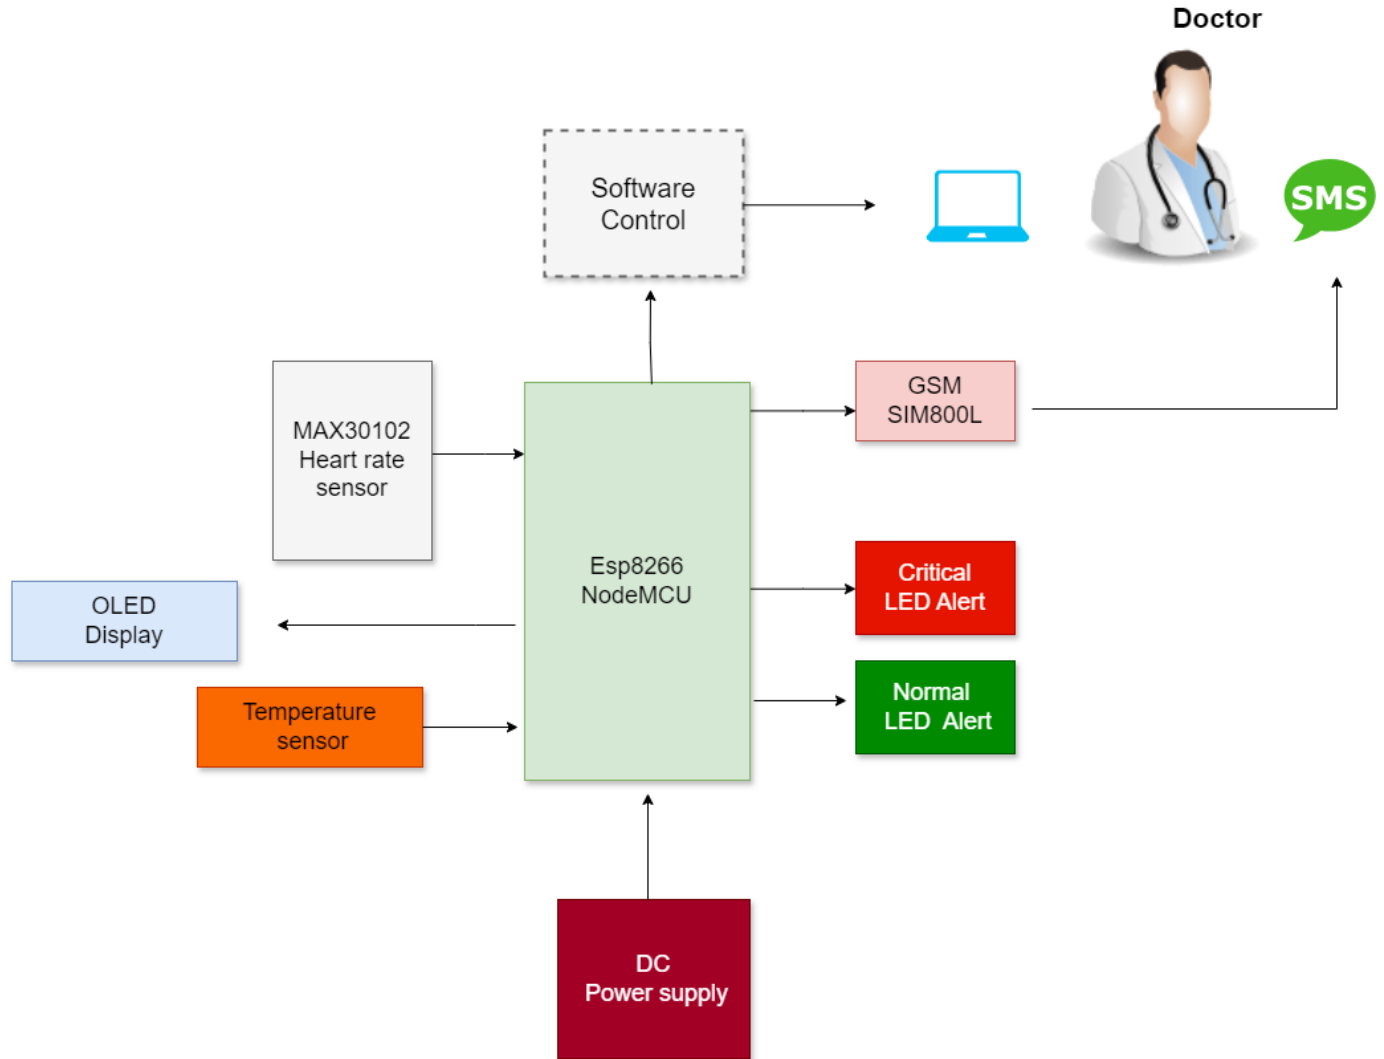 Doctor
Software
Control
SMS
GSM
SIM800L
MAX30102
Heart rate
sensor
Esp8266
NodeMCU
Critical
LED Alert
OLED
Display
Normal
LED  Alert
Temperature
sensor
DC
Power supply